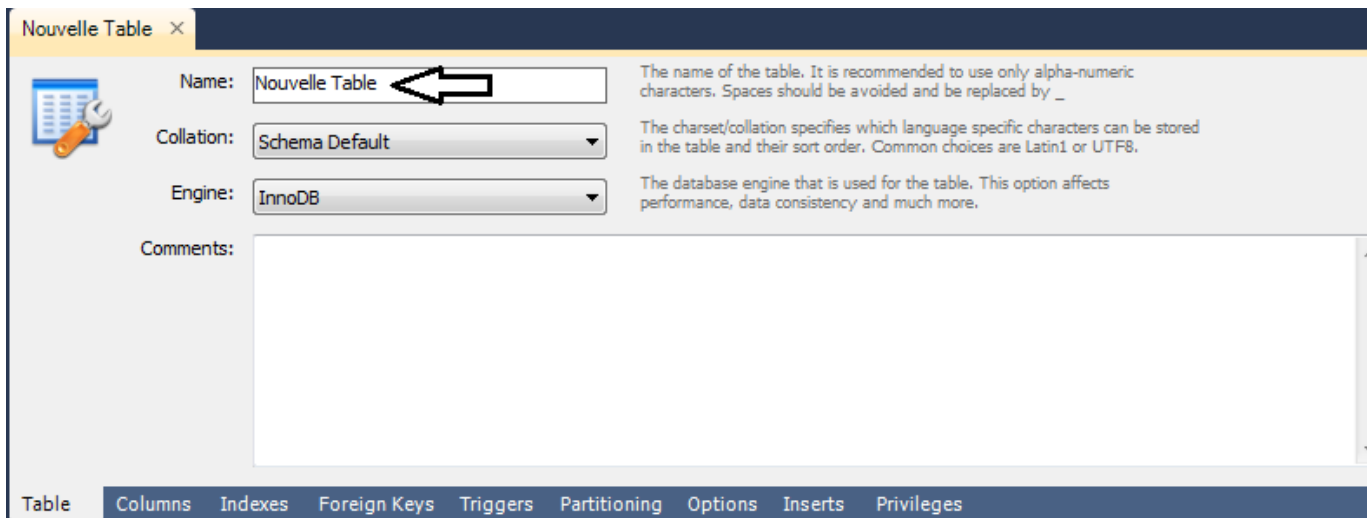 Nouvelle Table ×
Name: Nouvelle Table
The name of the table. It is recommended to use only alpha-numeric
characters. Spaces should be avoided and be replaced by _
Collation: Schema Default
The charset/collation specifies which language specific characters can be stored
in the table and their sort order. Common choices are Latin1 or UTF8.
Engine: InnoDB
The database engine that is used for the table. This option affects
performance, data consistency and much more.
Comments:
Table Columns Indexes Foreign Keys Triggers Partitioning Options Inserts Privileges